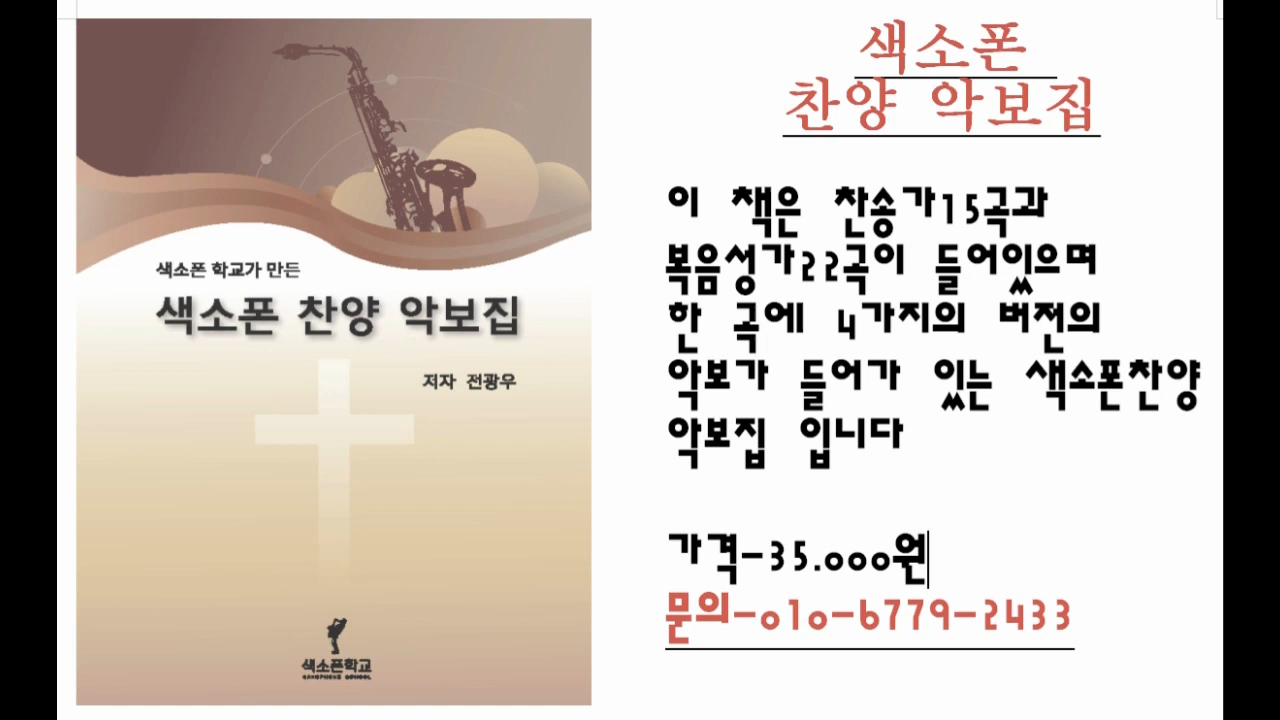 색소폰 학교가 만든
색소폰 찬양 악보집
저자 전광우
색소폰학교
SAXOPHONE SCHOOL
색소폰
찬양 악보집
이 책은 찬송가15곡과
복음성가22곡이 들어있으며
한 곡에 4가지의 버전의
악보가 들어가 있는 색소폰찬양
악보집 입니다
가격-35.000원
문의-010-6779-2433